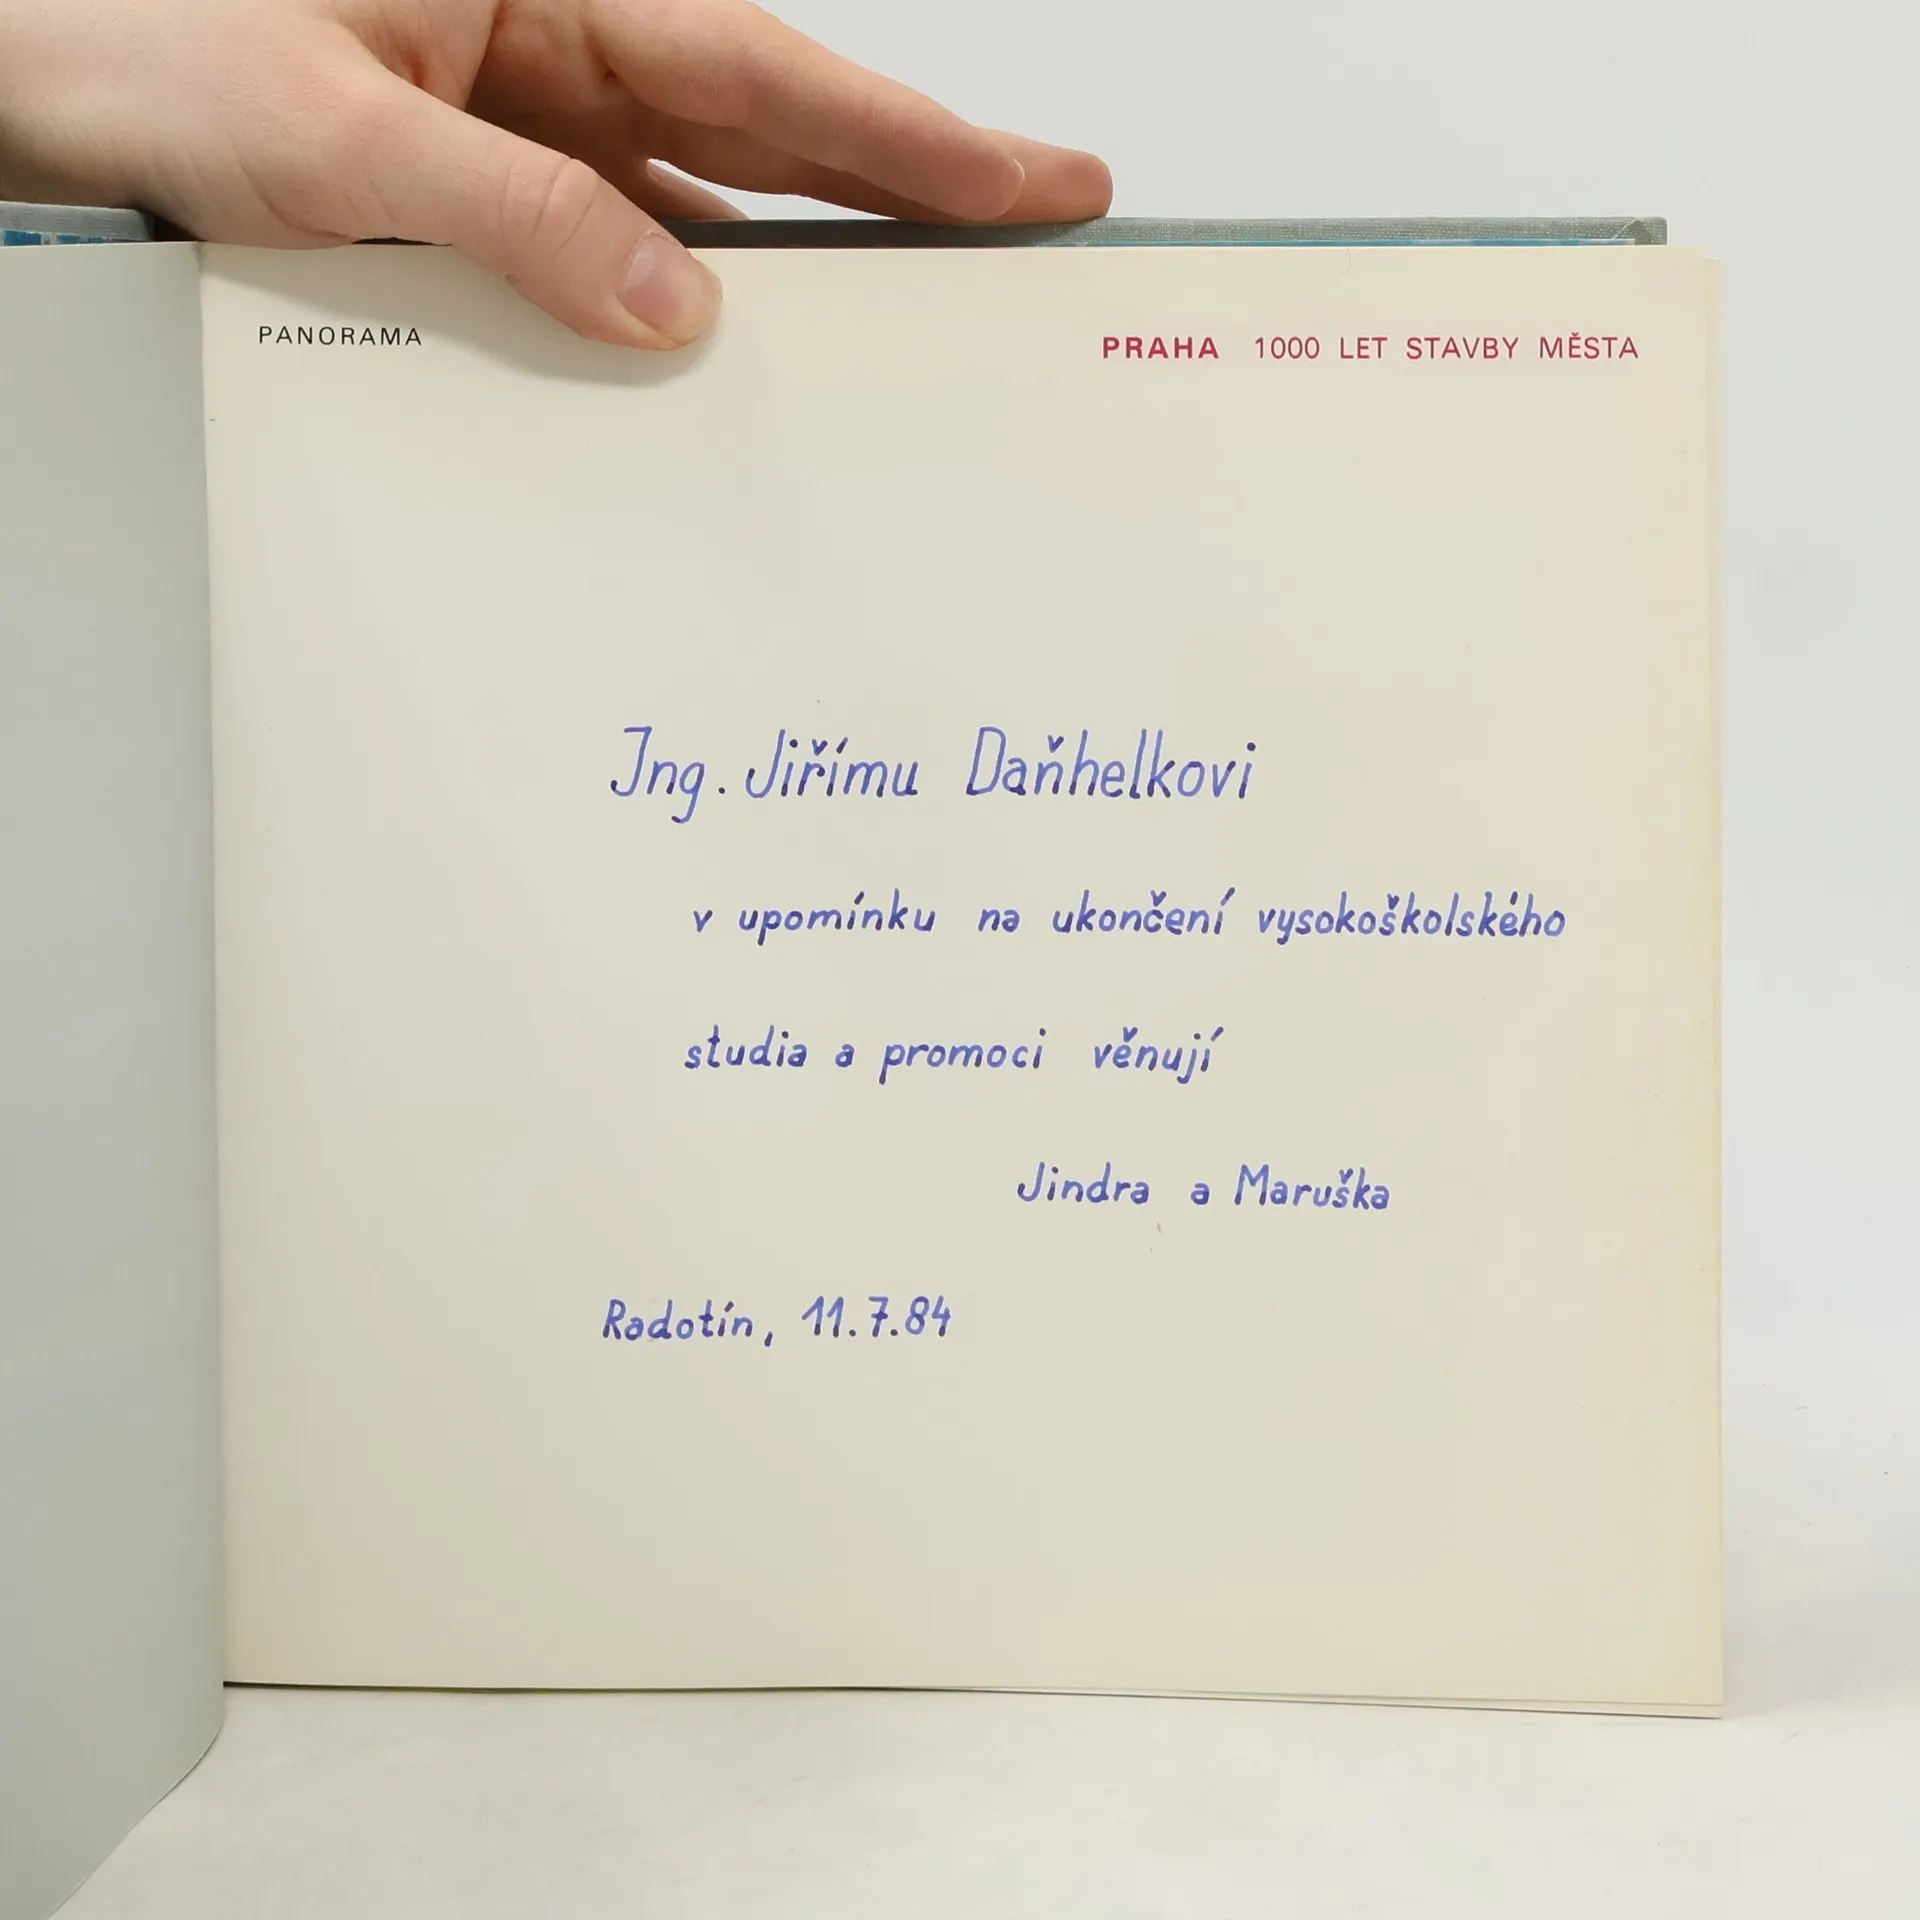 PANORAMA
PRAHA 1000 LET STAVBY MĚSTA
Ing. Jiřímu Daňhelkovi
v upomínku na ukončení vysokoškolského
studia a promoci věnují
Jindra a Maruška
Radotín, 11.7.84